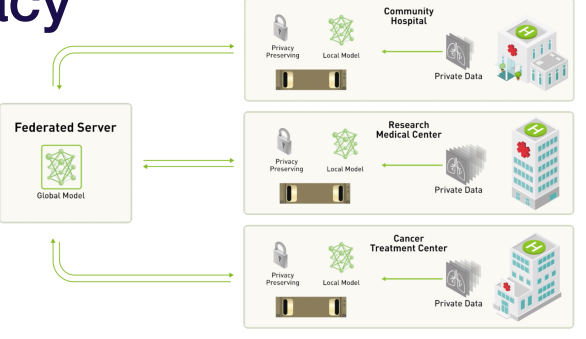 acy
Federated Server
Global Model
Community
Hospital
Privacy
Preserving
Local Model
Private Data
H
Research
Medical Center
Privacy
Preserving
Local Model
Private Data
H
Cancer
Treatment Center
Privacy
Preserving
Local Model
Private Data
H